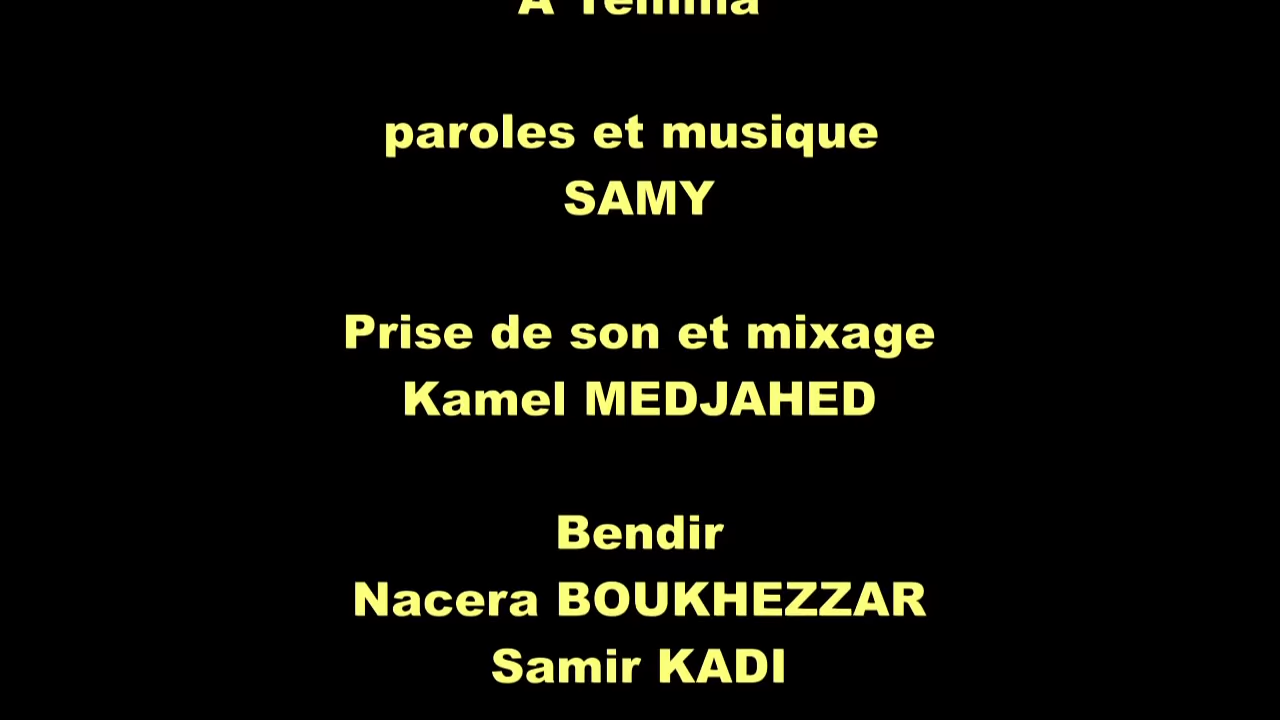 paroles et musique
SAMY
Prise de son et mixage
Kamel MEDJAHED
Bendir
Nacera BOUKHEZZAR
Samir KADI